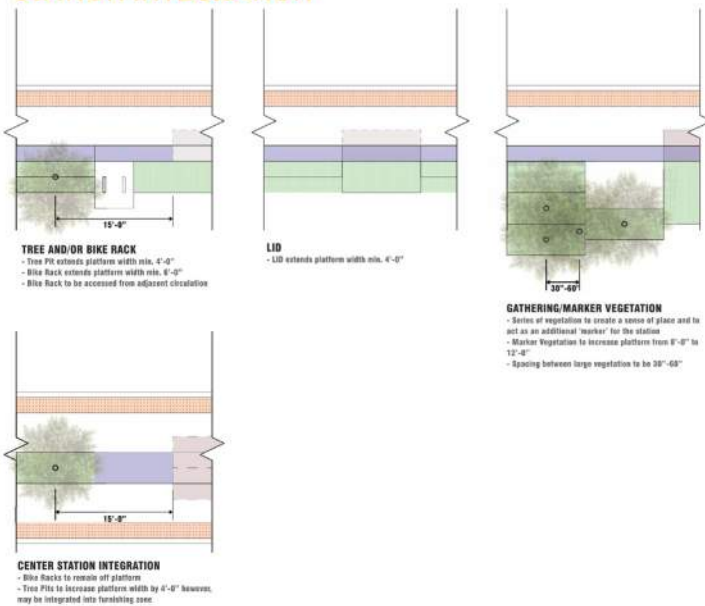 15'-0"
TREE AND/OR BIKE RACK
- Tree Pit extends platform width min. 4'-0"
- Bike Rack extends platform width min. 6'-0"
- Bike Rack to be accessed from adjacent circulation
LID
- LID extends platform width min. 4'-0"
30"-60"
GATHERING/MARKER VEGETATION
- Series of vegetation to create a sense of place and to
act as an additional 'marker' for the station
- Marker Vegetation to increase platform from 8'-0" to
12'-0"
- Spacing between large vegetation to be 30"-60"
15'-0"
CENTER STATION INTEGRATION
- Bike Racks to remain off platform
- Tree Pits to increase platform width by 4'-0" however,
may be integrated into furnishing zone